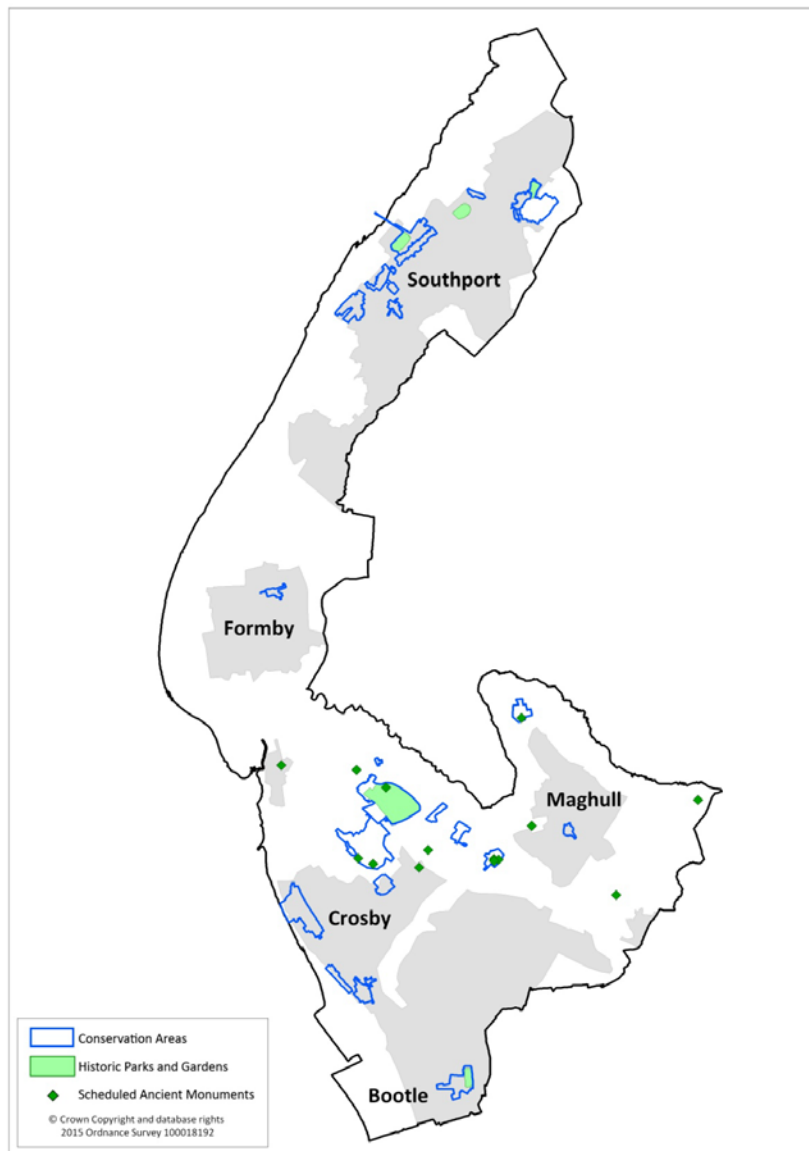 Southport
Formby
Maghull
Crosby
Bootle
Conservation Areas
Historic Parks and Gardens
Scheduled Ancient Monuments
© Crown Copyright and database rights
2015 Ordnance Survey 100018192